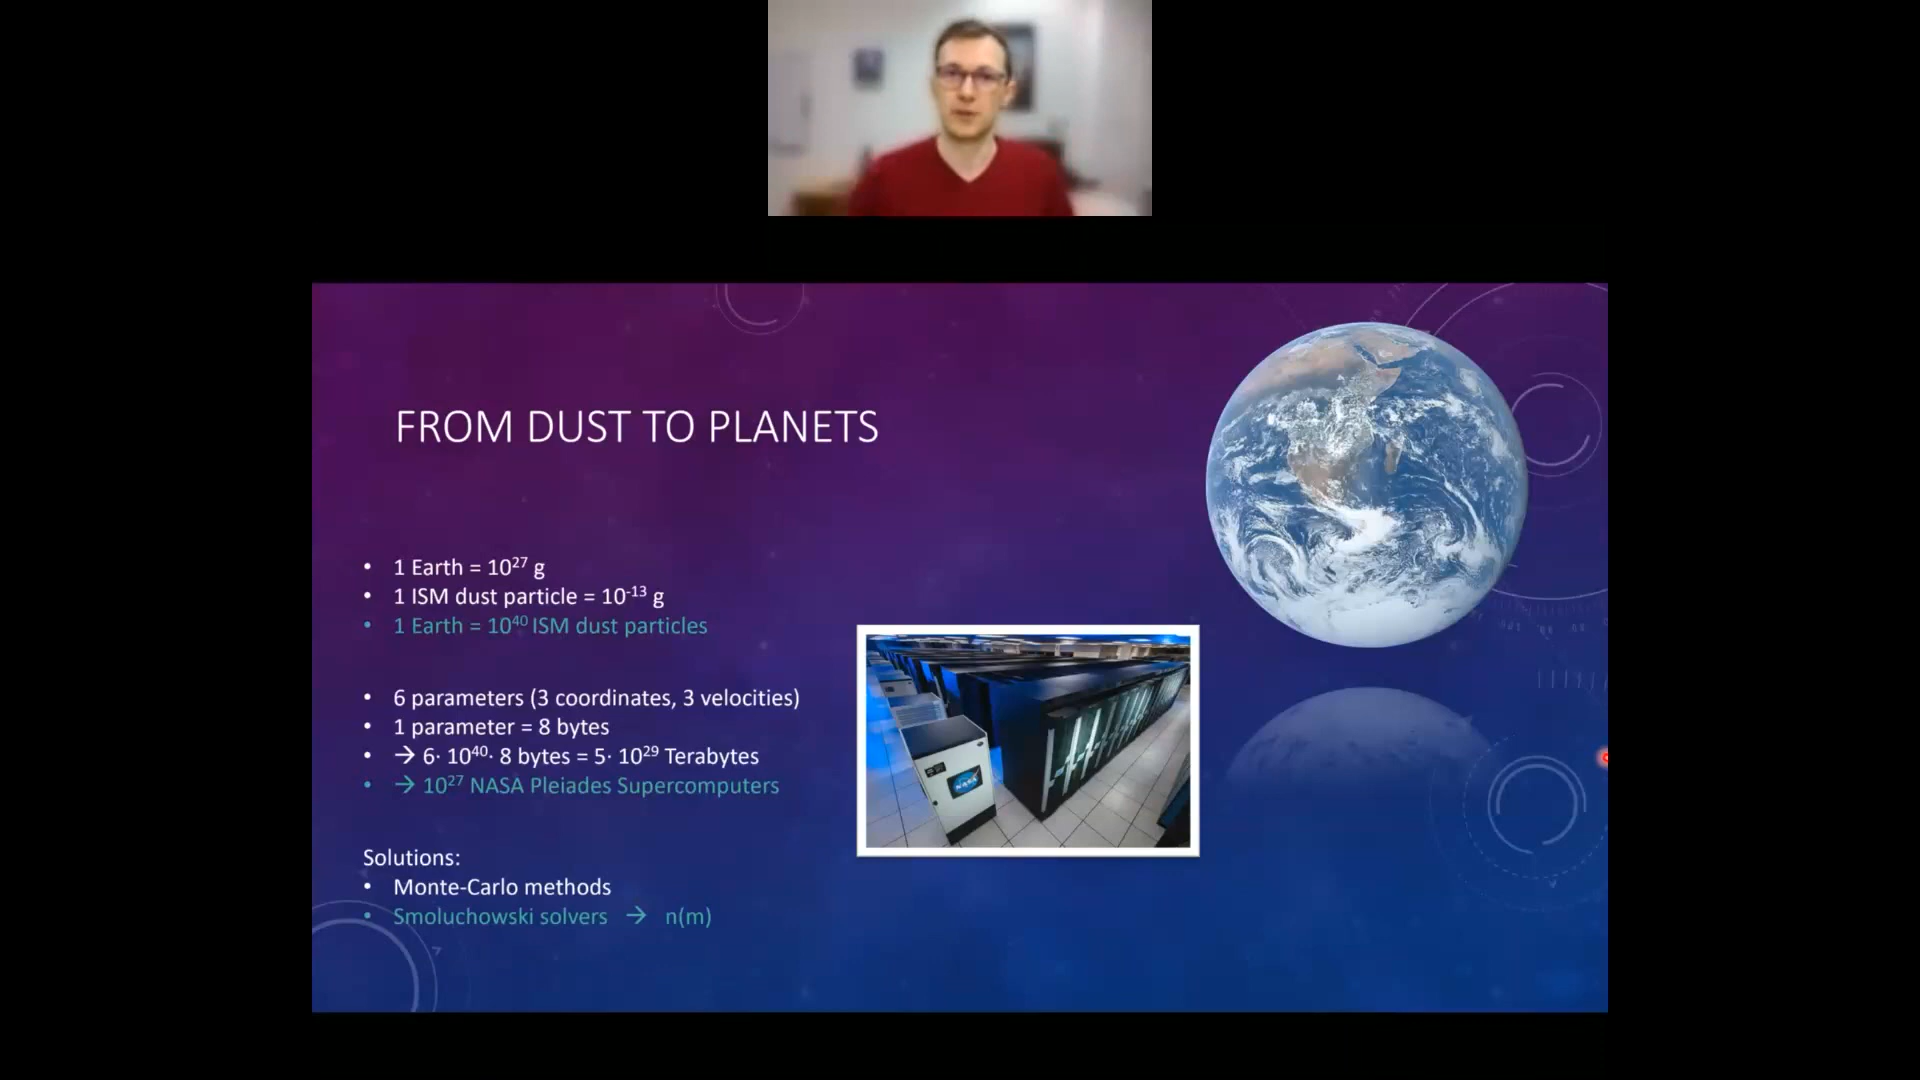 FROM DUST TO PLANETS
• 1 Earth = 10²⁷ g
• 1 ISM dust particle = 10⁻¹³ g
• 1 Earth = 10⁴⁰ ISM dust particles
• 6 parameters (3 coordinates, 3 velocities)
• 1 parameter = 8 bytes
• → 6· 10⁴⁰· 8 bytes = 5· 10²⁹ Terabytes
• → 10²⁷ NASA Pleiades Supercomputers
NASA
Solutions:
• Monte-Carlo methods
• Smoluchowski solvers → n(m)